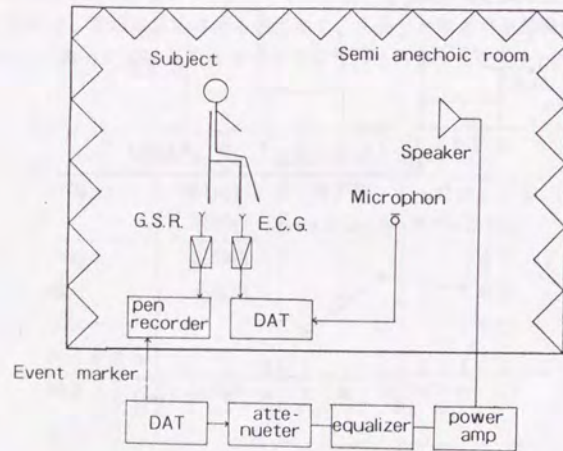 Subject
Semi anechoic room
Speaker
Microphon
G.S.R.
E.C.G.
pen
recorder
DAT
Event marker
DAT
atte-
nueter
equalizer
power
amp